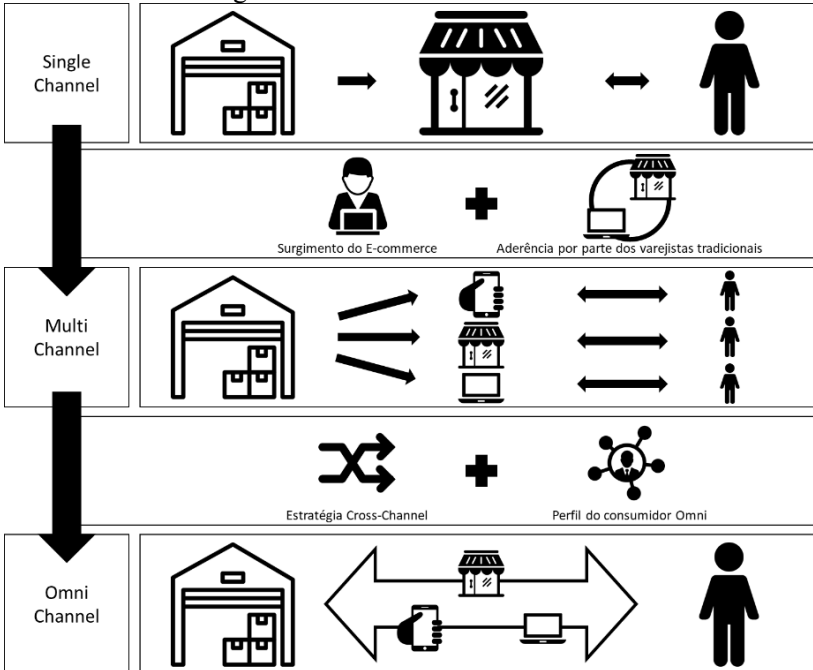 Single
Channel
Surgimento do E-commerce
Aderência por parte dos varejistas tradicionais
Multi
Channel
Estratégia Cross-Channel
Perfil do consumidor Omni
Omni
Channel